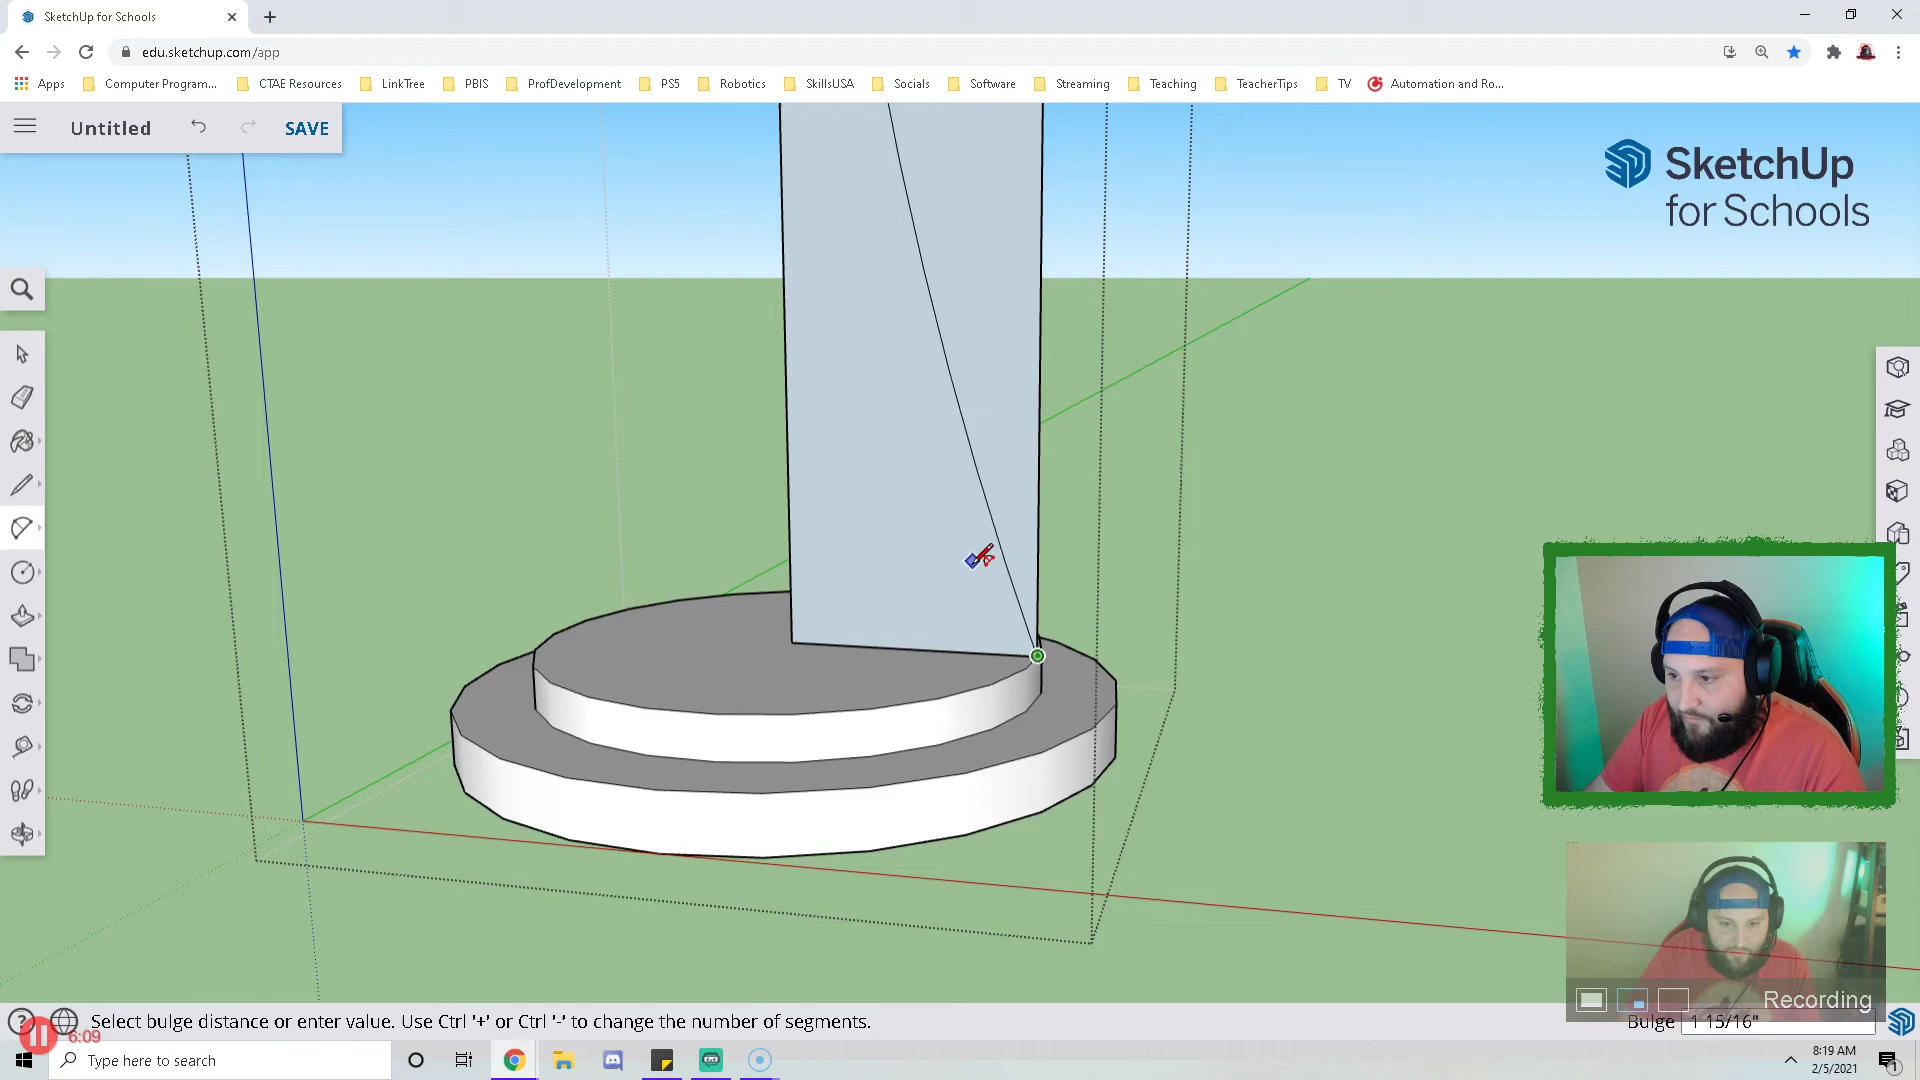 SketchUp for Schools
edu.sketchup.com/app
Apps Computer Program... CTAE Resources LinkTree PBIS ProfDevelopment PS5 Robotics SkillsUSA Socials Software Streaming Teaching TeacherTips TV Automation and Ro...
Untitled SAVE
SketchUp
for Schools
Recording
Select bulge distance or enter value. Use Ctrl '+' or Ctrl '-' to change the number of segments.
Bulge 1 15/16"
6:09
Type here to search
8:19 AM
2/5/2021